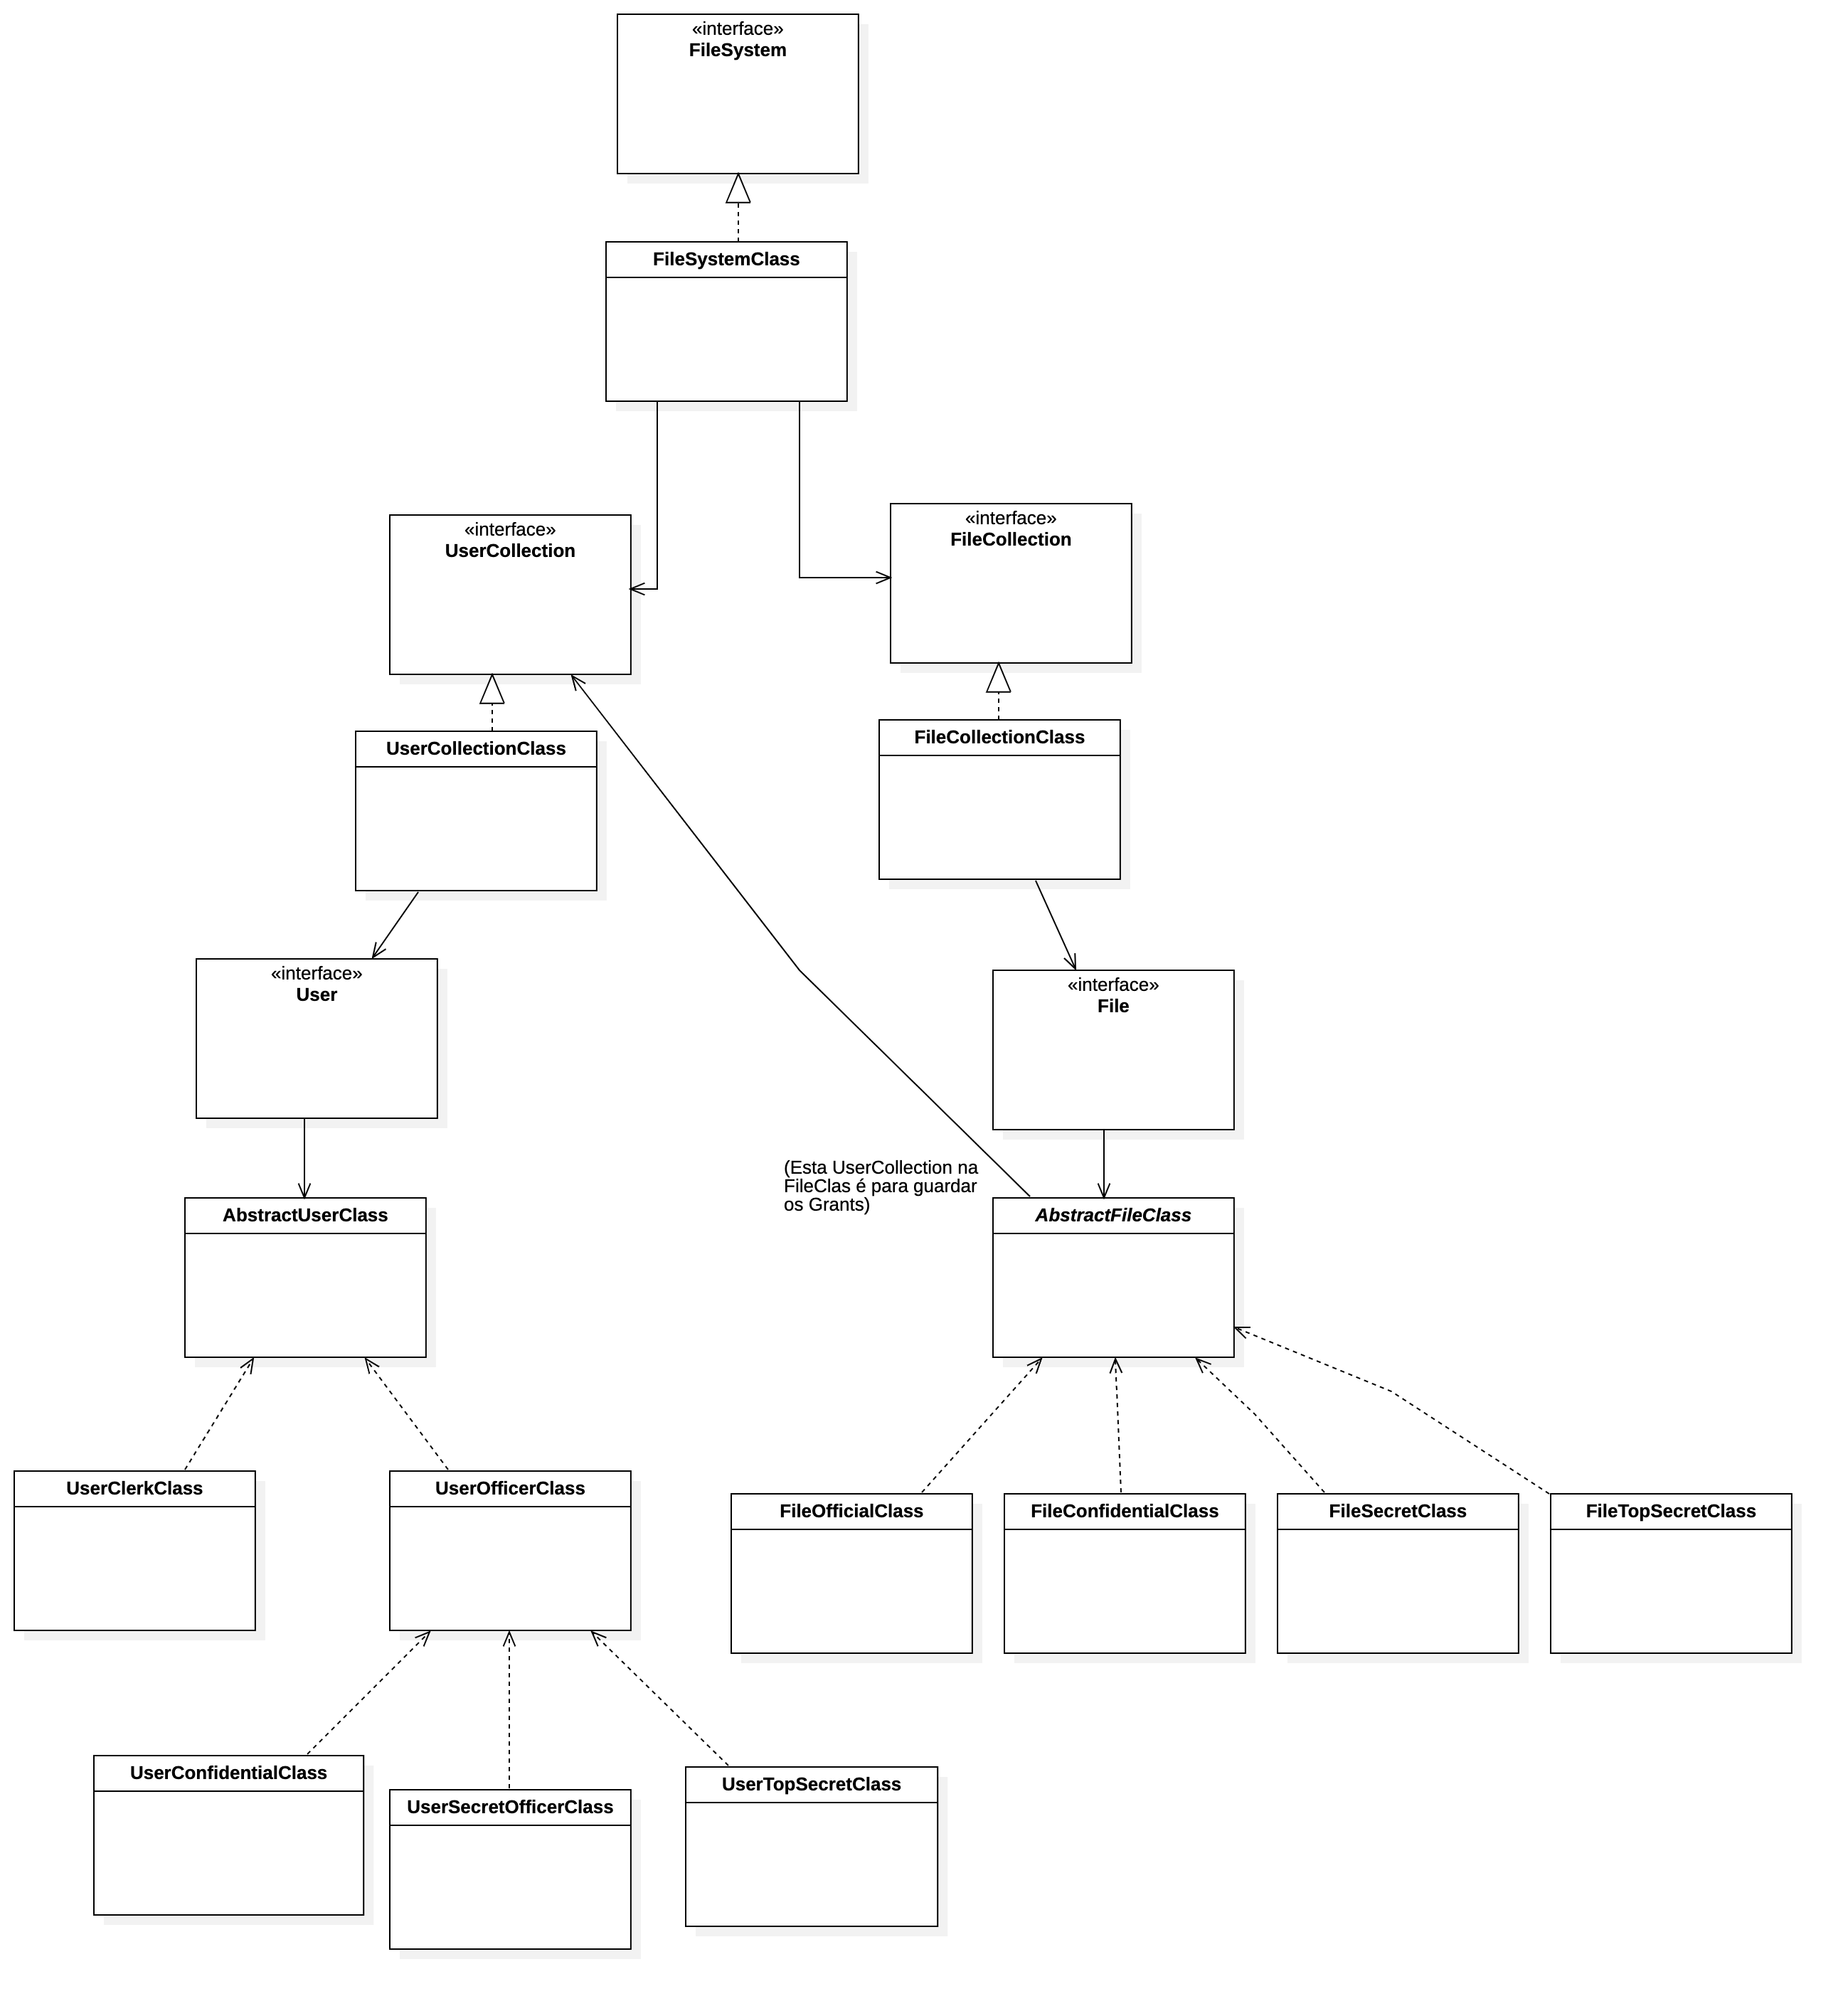 «interface»
FileSystem
FileSystemClass
«interface»
UserCollection
«interface»
FileCollection
UserCollectionClass
FileCollectionClass
«interface»
User
«interface»
File
(Esta UserCollection na
FileClas é para guardar
os Grants)
AbstractUserClass
AbstractFileClass
UserClerkClass
UserOfficerClass
FileOfficialClass
FileConfidentialClass
FileSecretClass
FileTopSecretClass
UserConfidentialClass
UserSecretOfficerClass
UserTopSecretClass